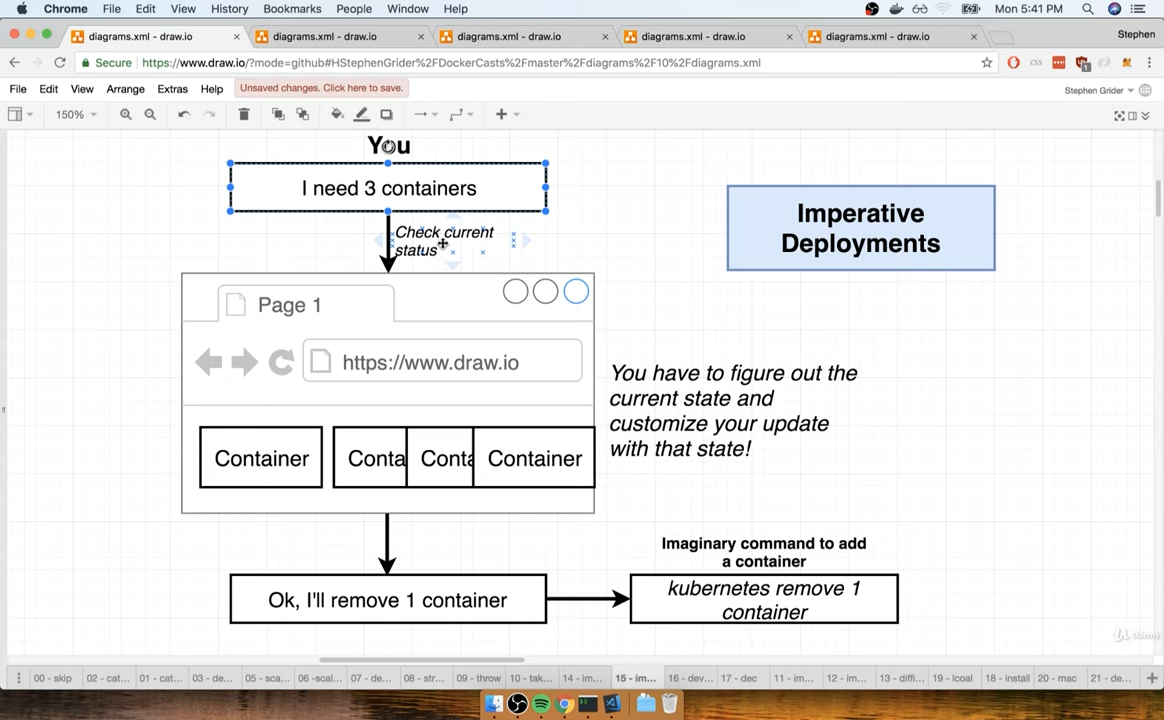 Chrome File Edit View History Bookmarks People Window Help Mon 5:41 PM
diagrams.xml - draw.io diagrams.xml - draw.io diagrams.xml - draw.io diagrams.xml - draw.io diagrams.xml - draw.io Stephen
Secure https://www.draw.io/?mode=github#HStephenGrider%2FDockerCasts%2Fmaster%2Fdiagrams%2F10%2Fdiagrams.xml
File Edit View Arrange Extras Help Unsaved changes. Click here to save. Stephen Grider
150%
You
I need 3 containers
Check current
status
Imperative
Deployments
Page 1
https://www.draw.io
You have to figure out the
current state and
customize your update
with that state!
Container Conta Conta Container
Imaginary command to add
a container
Ok, I'll remove 1 container
kubernetes remove 1
container
Udemy
00 - skip 02 - cat... 01 - cat... 03 - de... 05 - sca... 06 -scal... 07 - de... 08 - str... 09 - throw 10 - tak... 14 - im... 15 - im... 16 - dev... 17 - dec 11 - im... 12 - im... 13 - diffi... 19 - lcoal 18 - install 20 - mac 21 - de...